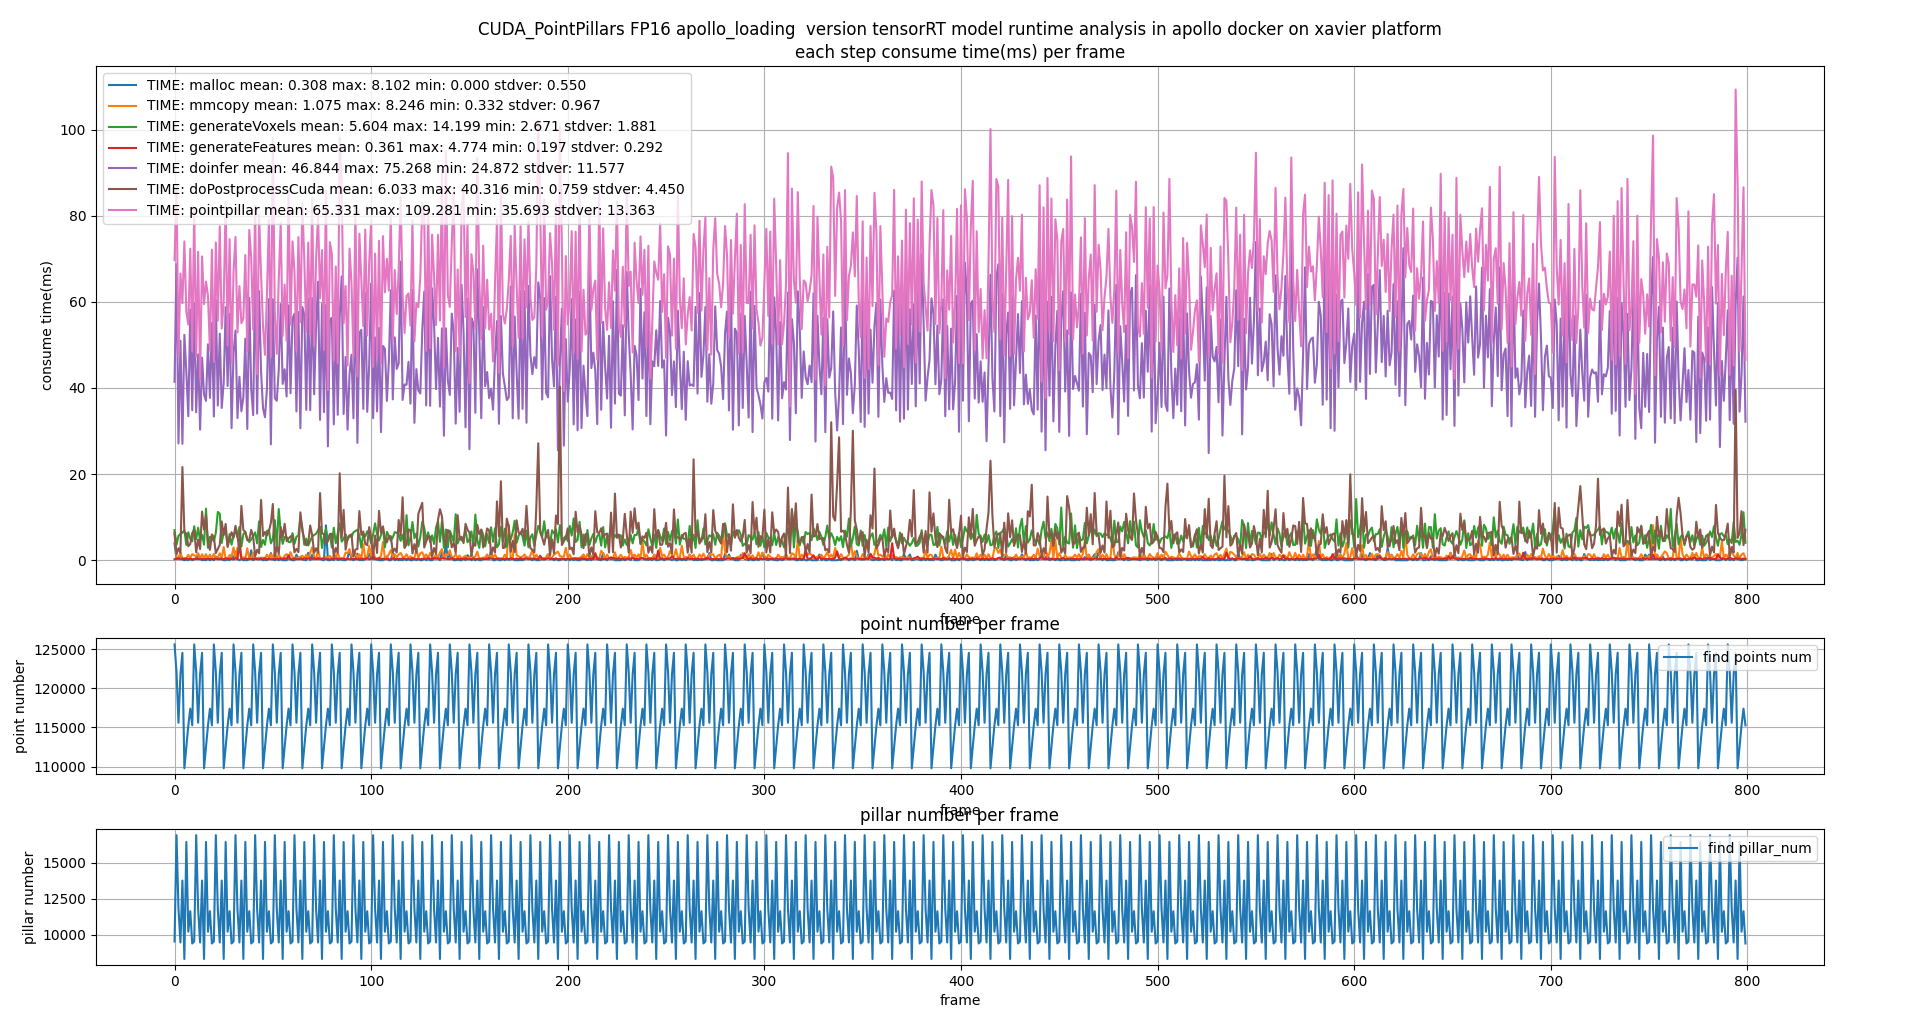 CUDA_PointPillars FP16 apollo_loading  version tensorRT model runtime analysis in apollo docker on xavier platform
each step consume time(ms) per frame
TIME: malloc mean: 0.308 max: 8.102 min: 0.000 stdver: 0.550
TIME: mmcopy mean: 1.075 max: 8.246 min: 0.332 stdver: 0.967
TIME: generateVoxels mean: 5.604 max: 14.199 min: 2.671 stdver: 1.881
TIME: generateFeatures mean: 0.361 max: 4.774 min: 0.197 stdver: 0.292
TIME: doinfer mean: 46.844 max: 75.268 min: 24.872 stdver: 11.577
TIME: doPostprocessCuda mean: 6.033 max: 40.316 min: 0.759 stdver: 4.450
TIME: pointpillar mean: 65.331 max: 109.281 min: 35.693 stdver: 13.363
consume time(ms)
100
80
60
40
20
0
0 100 200 300 400 500 600 700 800
frame
point number per frame
find points num
point number
125000
120000
115000
110000
0 100 200 300 400 500 600 700 800
frame
pillar number per frame
find pillar_num
pillar number
15000
12500
10000
0 100 200 300 400 500 600 700 800
frame